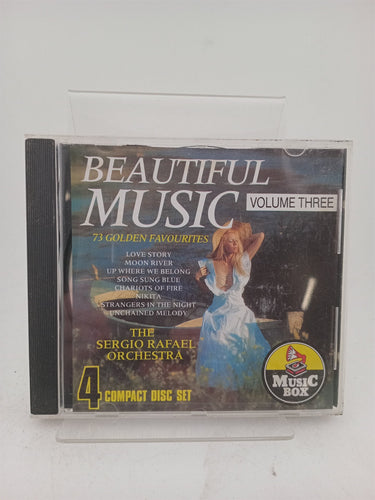 BEAUTIFUL
MUSIC
VOLUME THREE
73 GOLDEN FAVOURITES
LOVE STORY
MOON RIVER
UP WHERE WE BELONG
SONG SUNG BLUE
CHARIOTS OF FIRE
NIKITA
STRANGERS IN THE NIGHT
UNCHAINED MELODY
THE
SERGIO RAFAEL
ORCHESTRA
4 COMPACT DISC SET
MUSIC
BOX